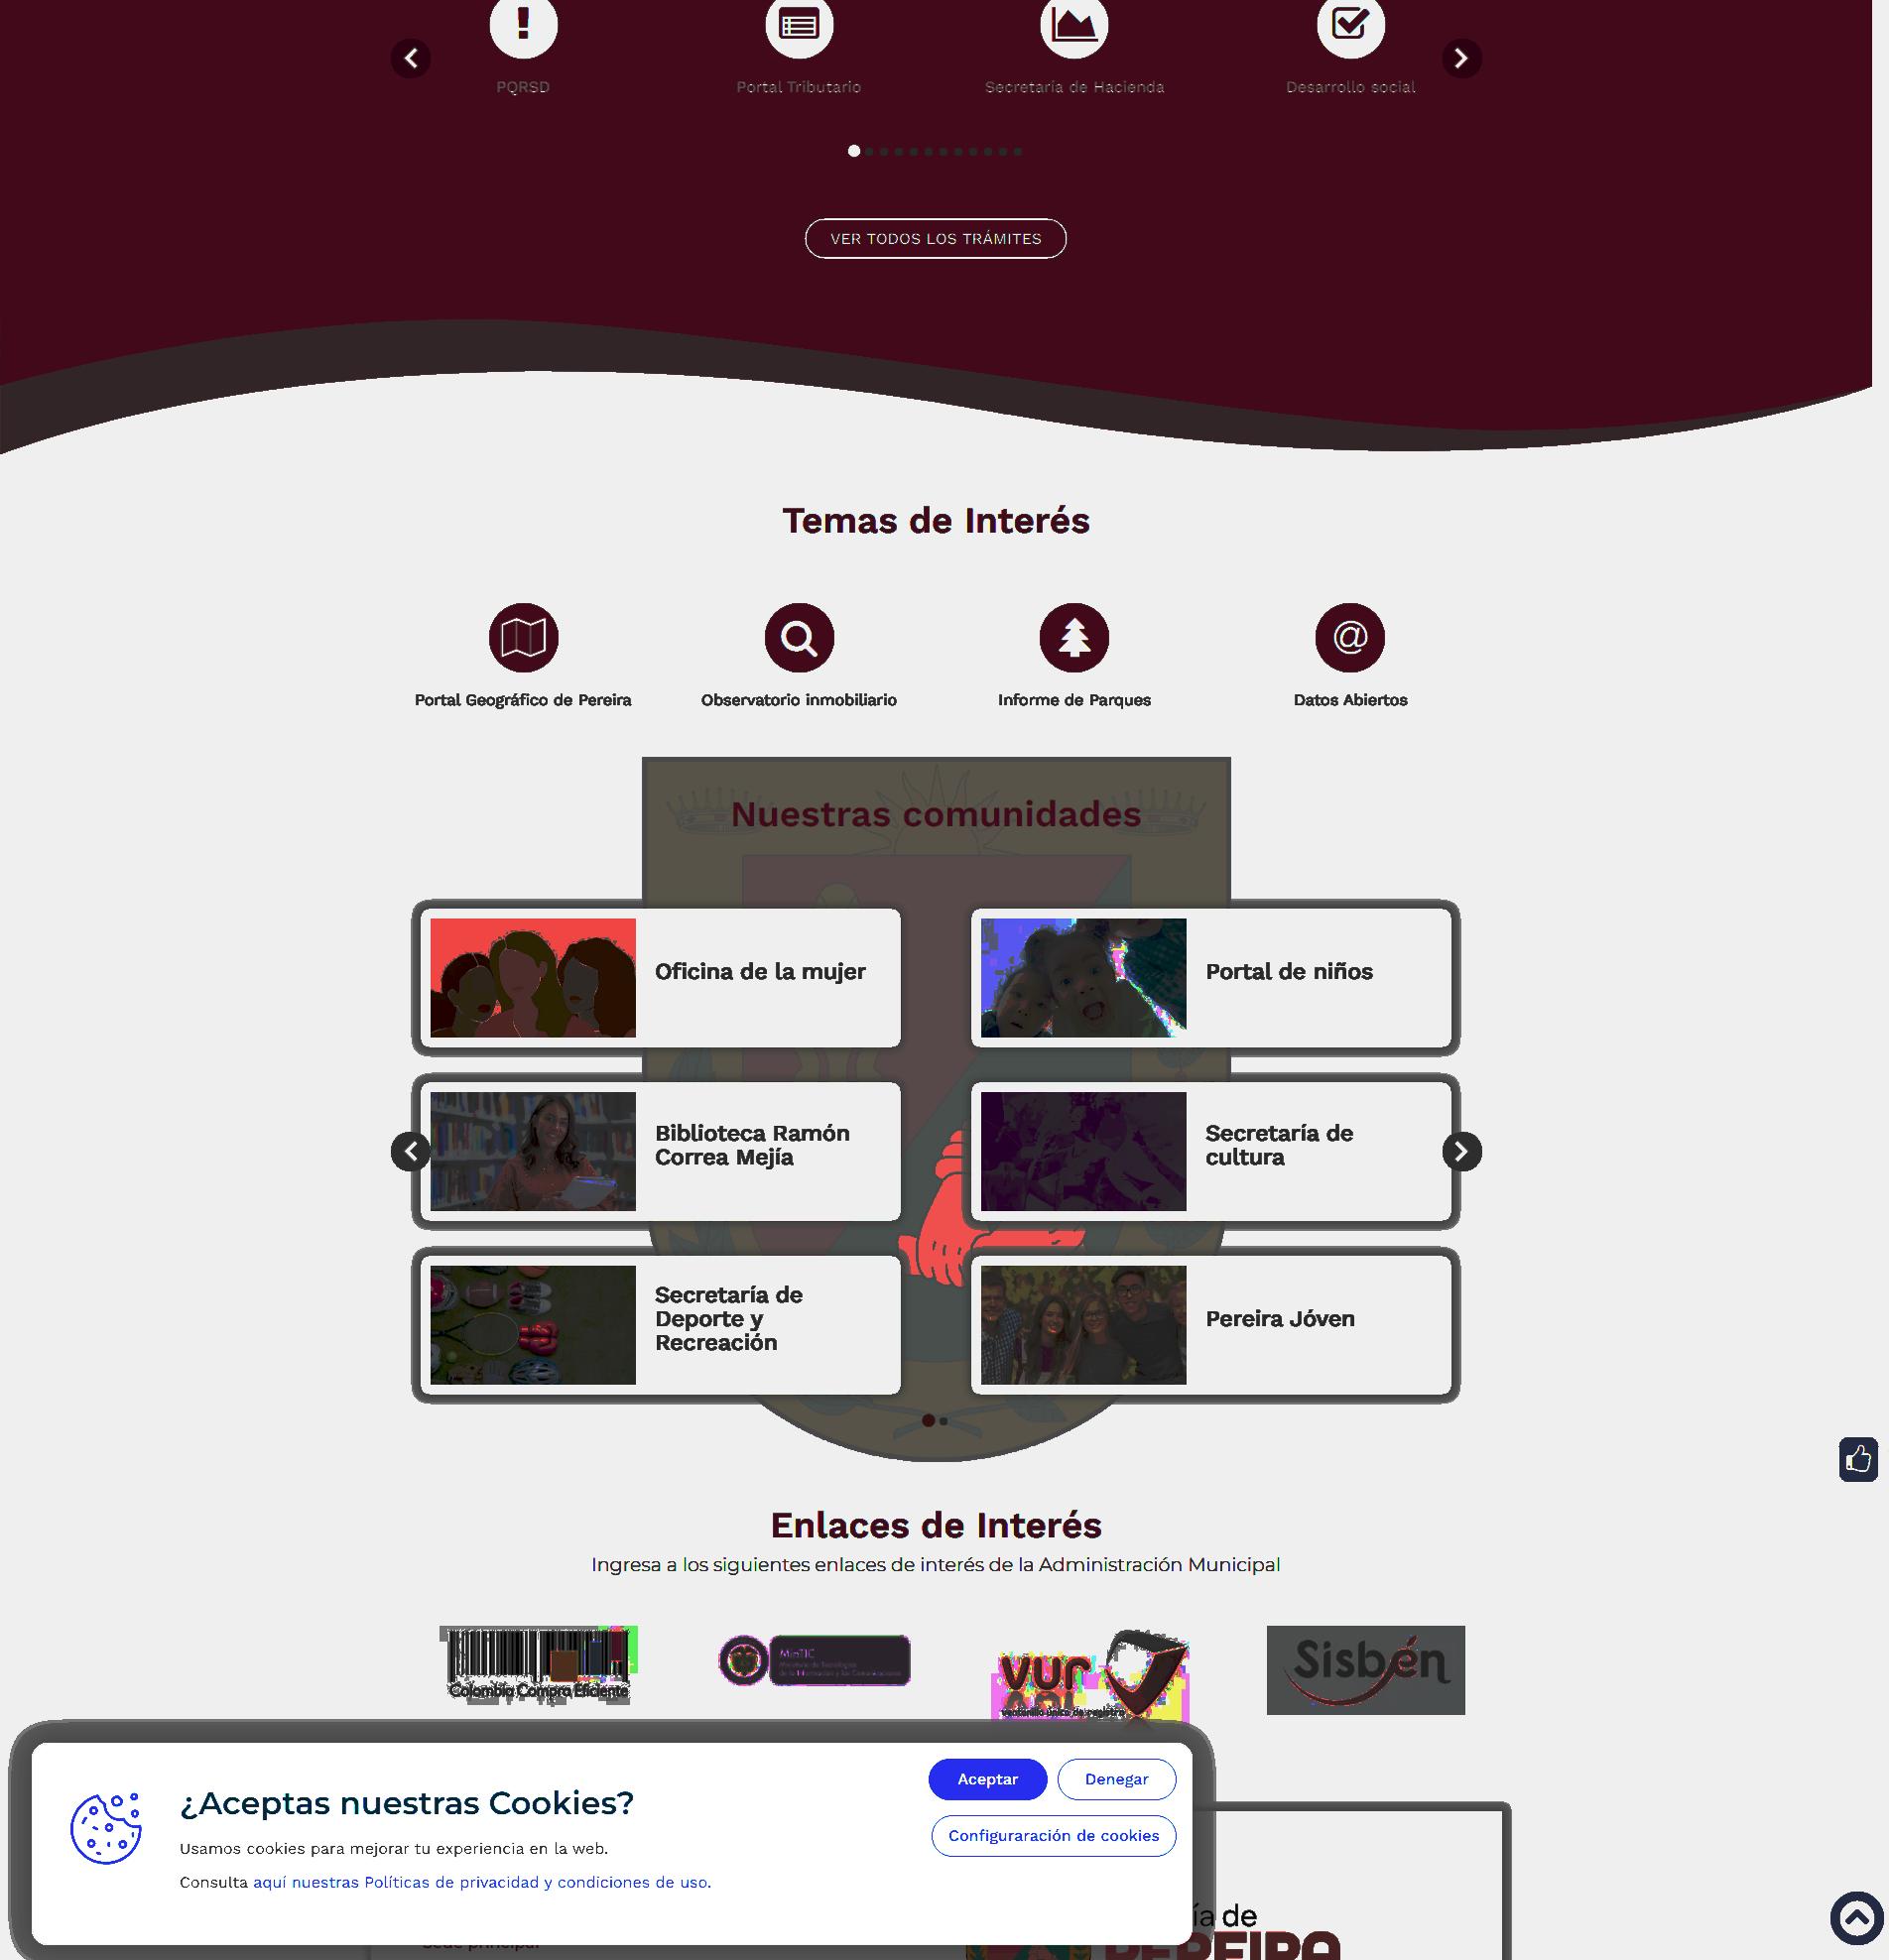 PQRSD
Portal Tributario
Secretaría de Hacienda
Desarrollo social
VER TODOS LOS TRÁMITES
Temas de Interés
Portal Geográfico de Pereira
Observatorio inmobiliario
Informe de Parques
@
Datos Abiertos
Nuestras comunidades
Oficina de la mujer
Portal de niños
Biblioteca Ramón
Correa Mejía
Secretaría de
cultura
Secretaría de
Deporte y
Recreación
Pereira Jóven
Enlaces de Interés
Ingresa a los siguientes enlaces de interés de la Administración Municipal
Colombia Compra Eficiente
MinTIC
vur
ventanilla única de registro
Sisbén
¿Aceptas nuestras Cookies?
Usamos cookies para mejorar tu experiencia en la web.
Consulta aquí nuestras Políticas de privacidad y condiciones de uso.
Aceptar
Denegar
Configuraración de cookies
ía de
PEREIRA
Sede principal